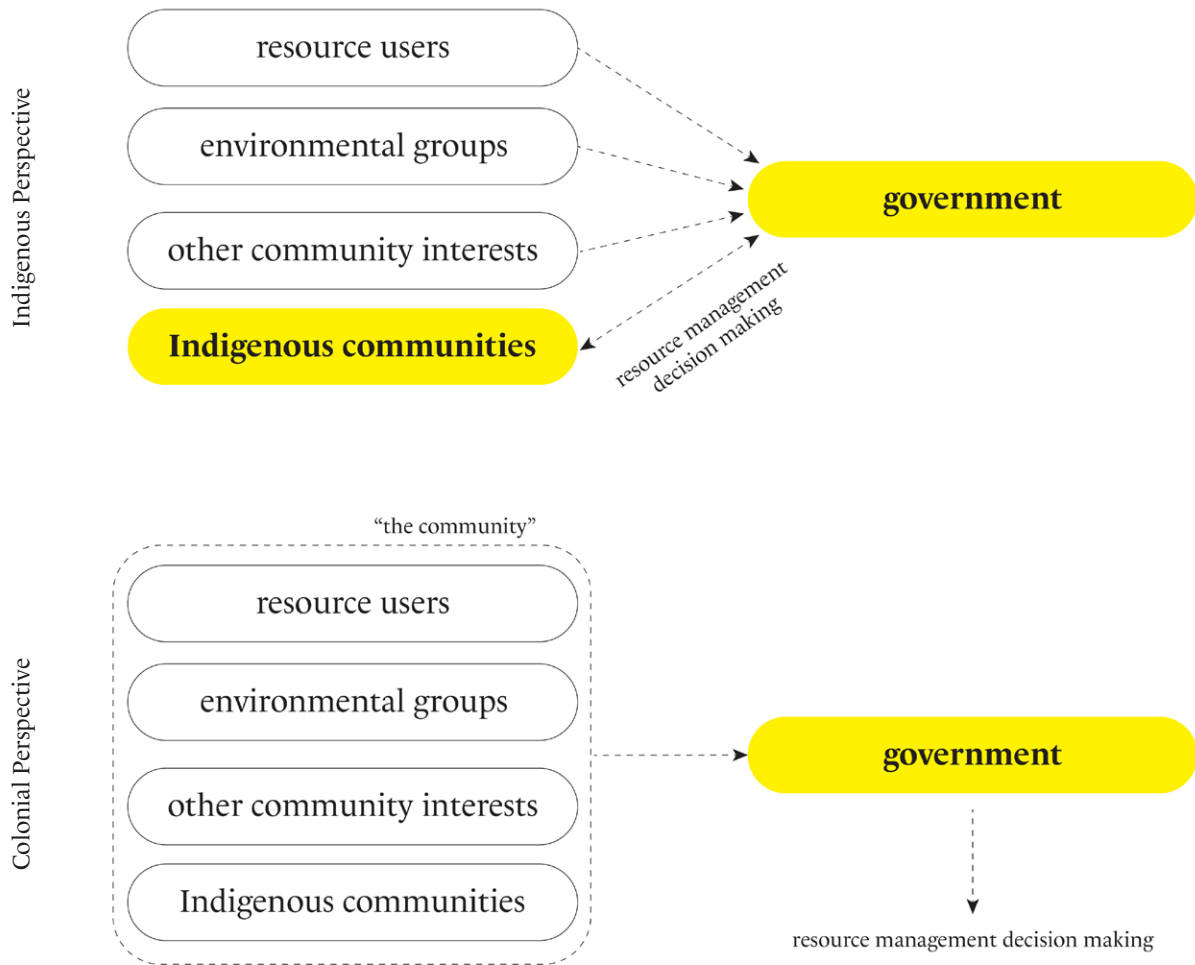 Indigenous Perspective
resource users
environmental groups
other community interests
Indigenous communities
government
resource management
decision making
Colonial Perspective
“the community”
resource users
environmental groups
other community interests
Indigenous communities
government
resource management decision making